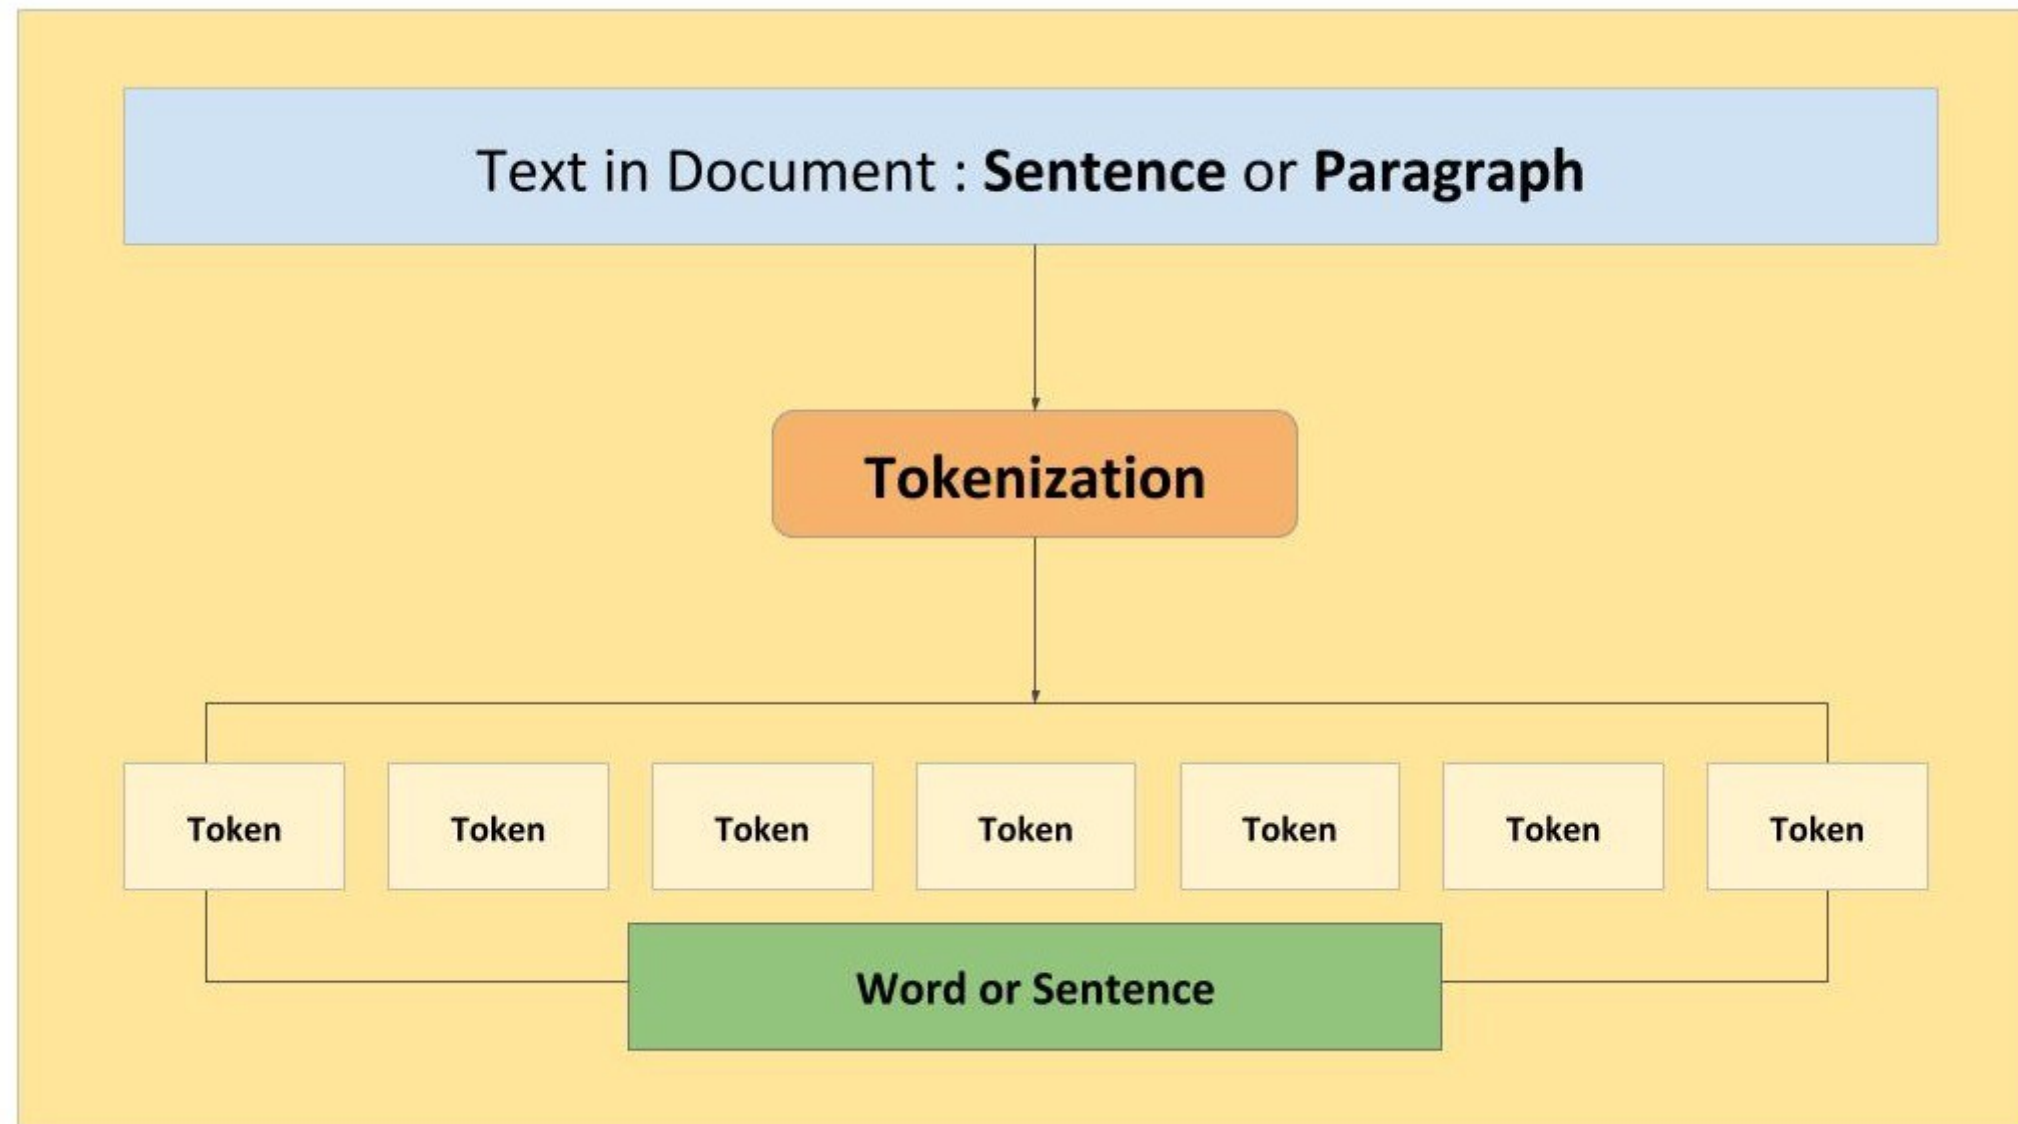 Text in Document : Sentence or Paragraph
Tokenization
Token Token Token Token Token Token Token
Word or Sentence